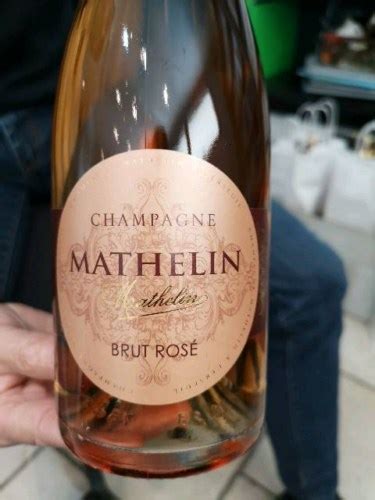 CHAMPAGNE
MATHELIN
Mathelin
BRUT ROSÉ